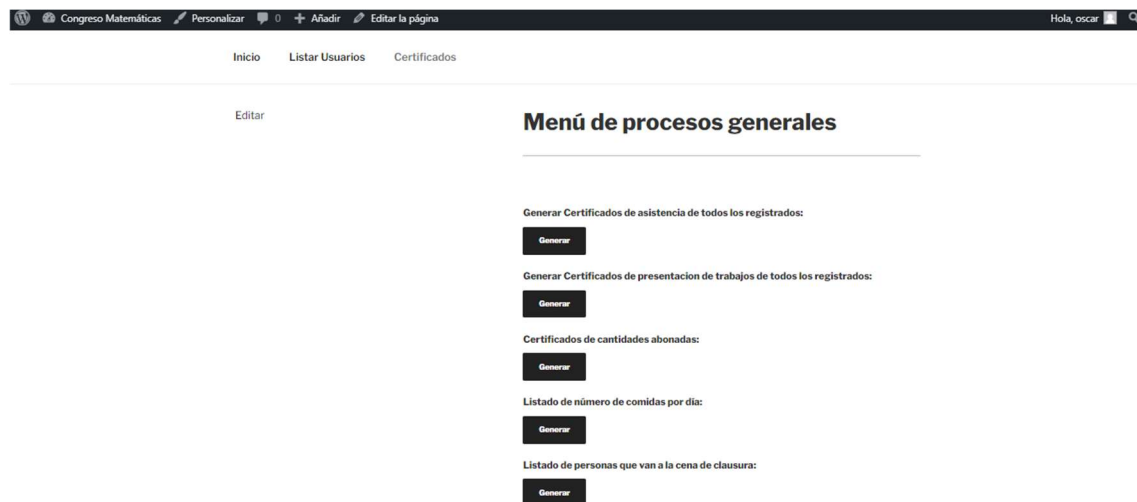 Congreso Matemáticas Personalizar 0 Añadir Editar la página Hola, oscar
Inicio Listar Usuarios Certificados
Editar
Menú de procesos generales
Generar Certificados de asistencia de todos los registrados:
Generar
Generar Certificados de presentacion de trabajos de todos los registrados:
Generar
Certificados de cantidades abonadas:
Generar
Listado de número de comidas por día:
Generar
Listado de personas que van a la cena de clausura:
Generar